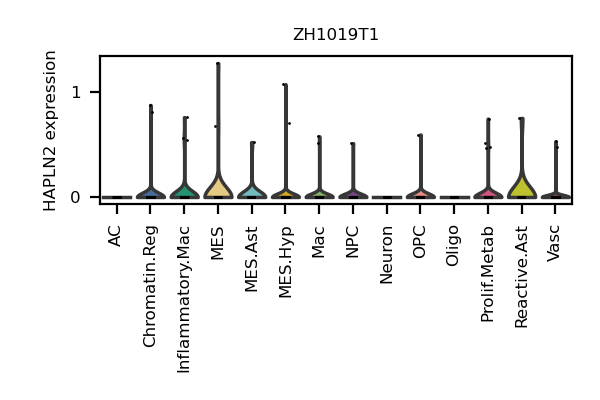 ZH1019T1
HAPLN2 expression
1
0
AC
Chromatin.Reg
Inflammatory.Mac
MES
MES.Ast
MES.Hyp
Mac
NPC
Neuron
OPC
Oligo
Prolif.Metab
Reactive.Ast
Vasc